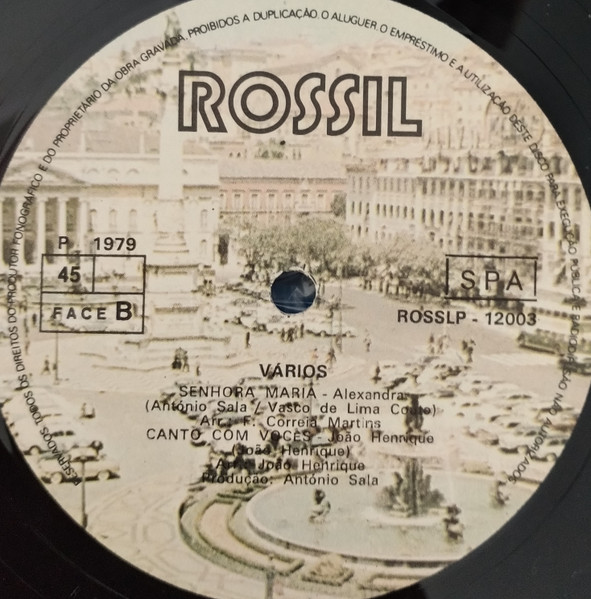 RESERVADOS TODOS OS DIREITOS DO PRODUTOR FONOGRÁFICO E DO PROPRIETÁRIO DA OBRA GRAVADA. PROIBIDOS A DUPLICAÇÃO. O ALUGUER. O EMPRÉSTIMO E A UTILIZAÇÃO DESTE DISCO PARA EXECUÇÃO PÚBLICA E RADIODIFUSÃO NÃO AUTORIZADOS
ROSSIL
P 1979
45
FACE B
SPA
ROSSLP - 12003
VÁRIOS
SENHORA MARIA - Alexandra
(António Sala / Vasco de Lima Couto)
Arr.: F. Correia Martins
CANTO COM VOCÊS - João Henrique
(João Henrique)
Arr.: João Henrique
Produção: António Sala